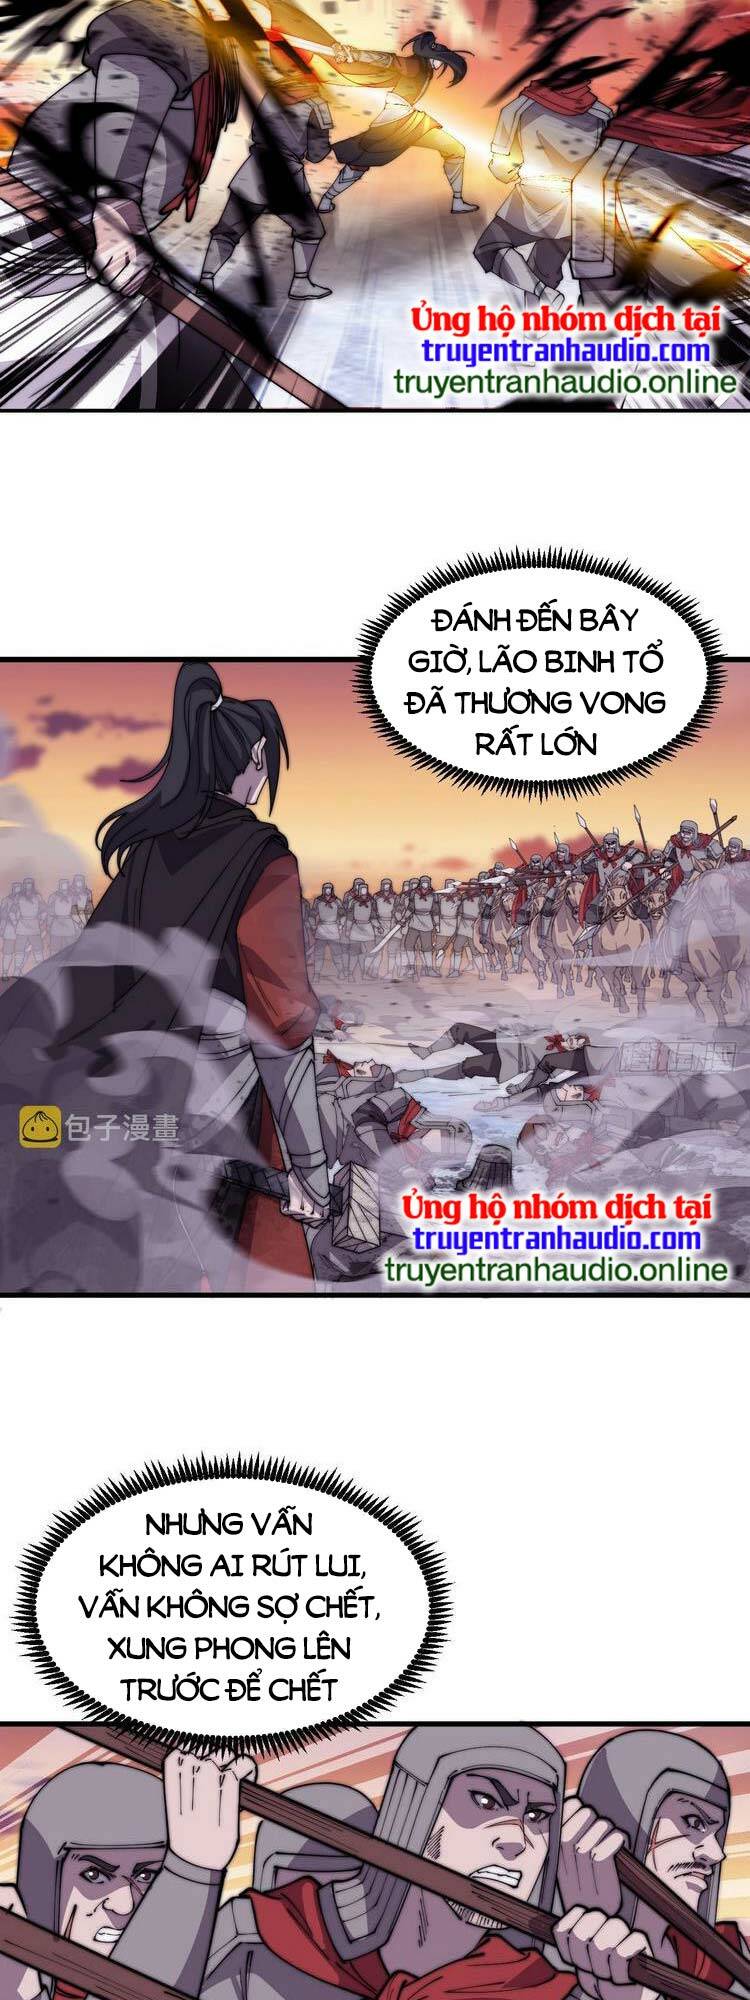 Ủng hộ nhóm dịch tại
truyentranhaudio.com
truyentranhaudio.online
ĐÁNH ĐẾN BÂY
GIỜ, LÃO BINH TỔ
ĐÃ THƯƠNG VONG
RẤT LỚN
包子漫畫
Ủng hộ nhóm dịch tại
truyentranhaudio.com
truyentranhaudio.online
NHƯNG VẪN
KHÔNG AI RÚT LUI,
VẪN KHÔNG SỢ CHẾT,
XUNG PHONG LÊN
TRƯỚC ĐỂ CHẾT